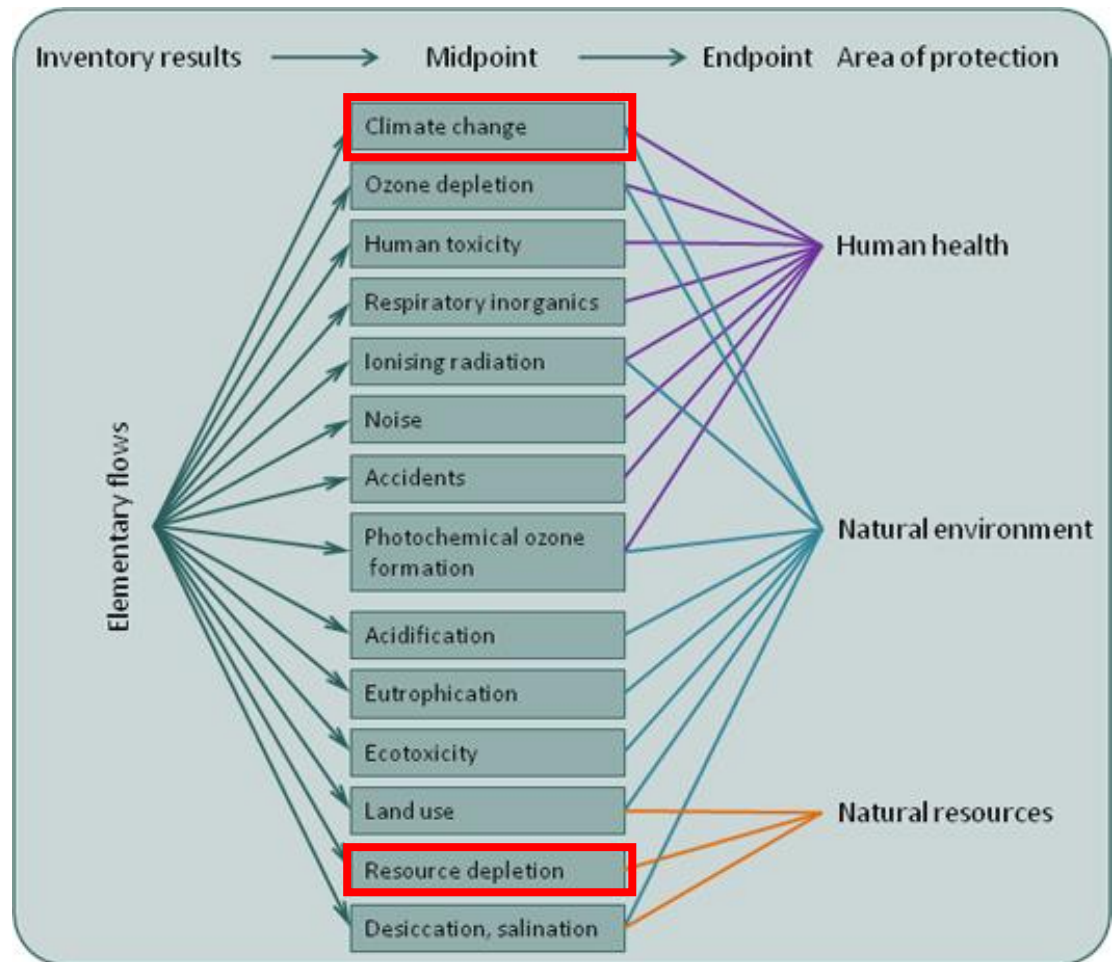 Inventory results Midpoint Endpoint Area of protection
Climate change
Ozone depletion
Human toxicity
Respiratory inorganics
Ionising radiation
Noise
Accidents
Photochemical ozone
formation
Acidification
Eutrophication
Ecotoxicity
Land use
Resource depletion
Desiccation, salination
Elementary flows
Human health
Natural environment
Natural resources